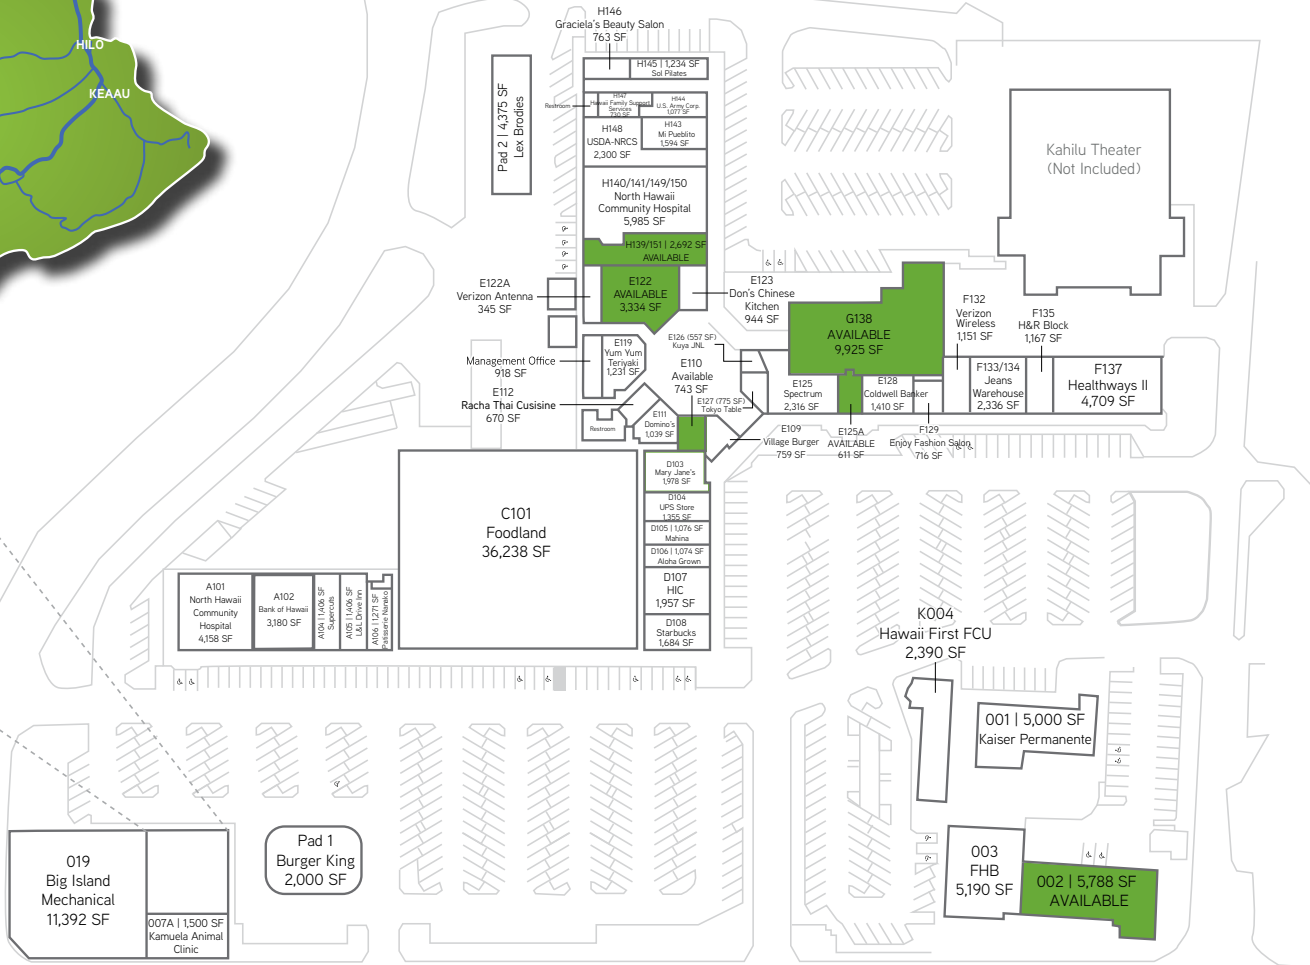 HILO
KEAAU
H146
Graciela's Beauty Salon
763 SF
H145 | 1,234 SF
Sol Pilates
Pad 2 | 4,375 SF
Lex Brodies
Restroom
H147
Hawaii Family Support
Services
730 SF
H144
U.S. Army Corp.
1,077 SF
H148
USDA-NRCS
2,300 SF
H143
Mi Pueblito
1,594 SF
H140/141/149/150
North Hawaii
Community Hospital
5,985 SF
H139/151 | 2,692 SF
AVAILABLE
Kahilu Theater
(Not Included)
E122A
Verizon Antenna
345 SF
E122
AVAILABLE
3,334 SF
E123
Don's Chinese
Kitchen
944 SF
G138
AVAILABLE
9,925 SF
F132
Verizon
Wireless
1,151 SF
F135
H&R Block
1,167 SF
Management Office
918 SF
E119
Yum Yum
Teriyaki
1,231 SF
E126 (557 SF)
Kuya JNL
E110
Available
743 SF
E112
Racha Thai Cusisine
670 SF
E127 (775 SF)
Tokyo Table
E125
Spectrum
2,316 SF
E128
Coldwell Banker
1,410 SF
F133/134
Jeans
Warehouse
2,336 SF
F137
Healthways II
4,709 SF
Restroom
E111
Domino's
1,039 SF
E109
Village Burger
759 SF
E125A
AVAILABLE
611 SF
F129
Enjoy Fashion Salon
716 SF
C101
Foodland
36,238 SF
D103
Mary Jane's
1,978 SF
D104
UPS Store
1,355 SF
D105 | 1,076 SF
Mahina
D106 | 1,074 SF
Aloha Grown
D107
HIC
1,957 SF
D108
Starbucks
1,684 SF
A101
North Hawaii
Community
Hospital
4,158 SF
A102
Bank of Hawaii
3,180 SF
A104 | 1,406 SF
Supercuts
A105 | 1,406 SF
L&L Drive Inn
A106 | 1,271 SF
Patisserie Nanako
K004
Hawaii First FCU
2,390 SF
001 | 5,000 SF
Kaiser Permanente
019
Big Island
Mechanical
11,392 SF
007A | 1,500 SF
Kamuela Animal
Clinic
Pad 1
Burger King
2,000 SF
003
FHB
5,190 SF
002 | 5,788 SF
AVAILABLE